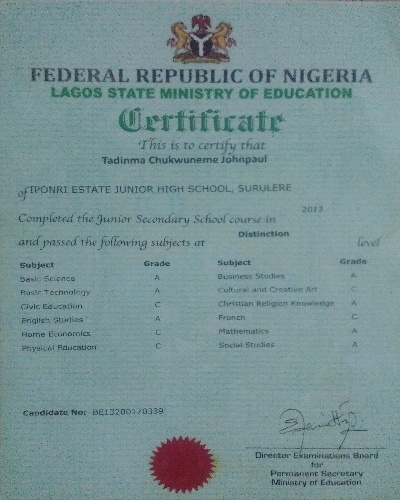 FEDERAL REPUBLIC OF NIGERIA
LAGOS STATE MINISTRY OF EDUCATION
Certificate
This is to certify that
Tadinma Chukwuneme Johnpaul
of IPONRI ESTATE JUNIOR HIGH SCHOOL, SURULERE
Completed the Junior Secondary School course in 2013
and passed the following subjects at Distinction level
Subject Grade Subject Grade
Basic Science A Business Studies A
Basic Technology A Cultural and Creative Art C
Civic Education C Christian Religion Knowledge A
English Studies A French C
Home Economics C Mathematics A
Physical Education C Social Studies A
Candidate No: BE132001/0339
Director Examinations Board
for
Permanent Secretary
Ministry of Education